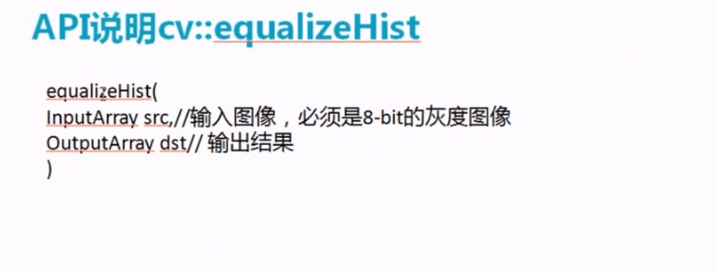 API说明cv::equalizeHist
equalizeHist(
InputArray src,//输入图像，必须是8-bit的灰度图像
OutputArray dst// 输出结果
)